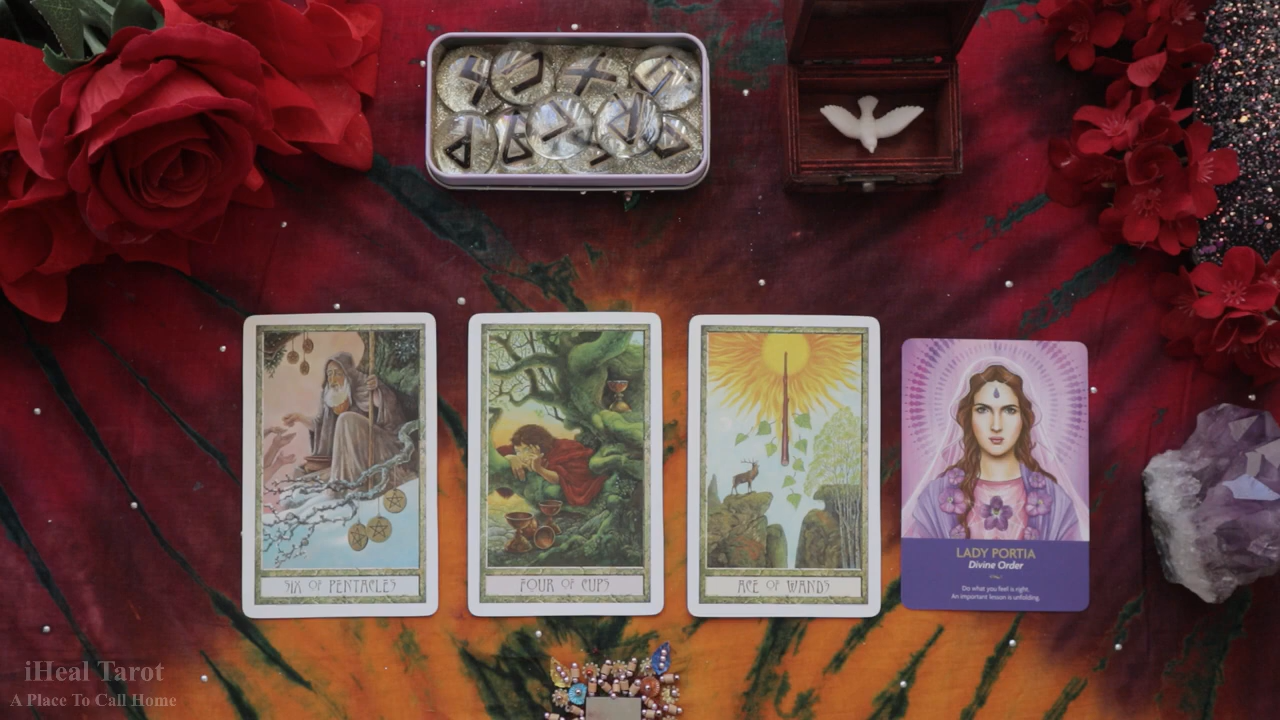 SIX OF PENTACLES
FOUR OF CUPS
ACE OF WANDS
LADY PORTIA
Divine Order
Do what you feel is right.
An important lesson is unfolding.
iHeal Tarot
A Place To Call Home